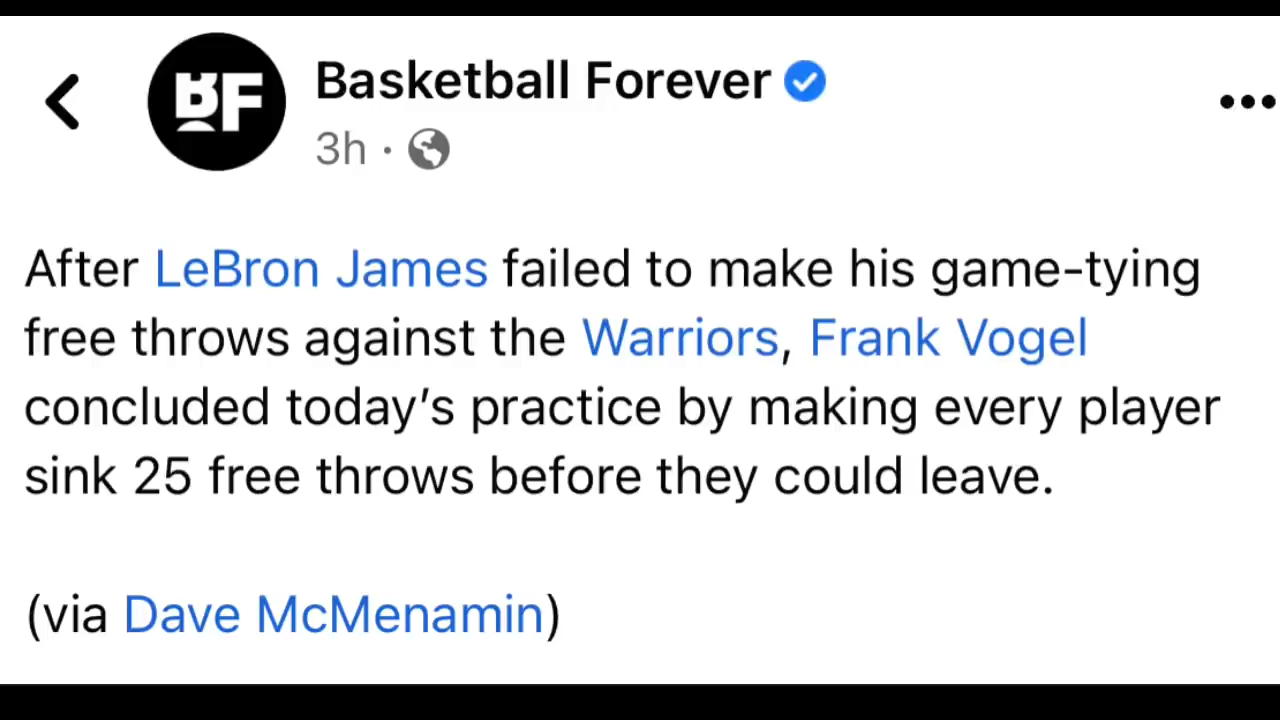 BF
Basketball Forever
3h ·
After LeBron James failed to make his game-tying
free throws against the Warriors, Frank Vogel
concluded today’s practice by making every player
sink 25 free throws before they could leave.
(via Dave McMenamin)